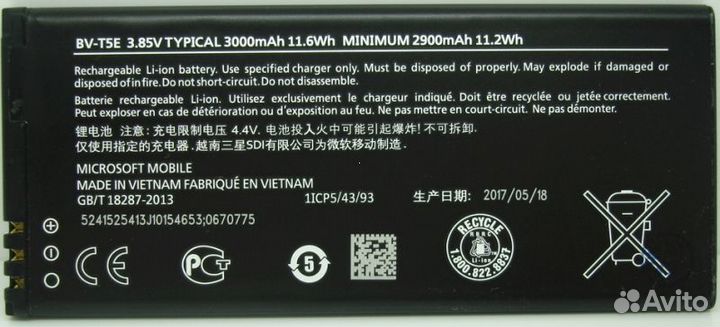 BV-T5E 3.85V TYPICAL 3000mAh 11.6Wh MINIMUM 2900mAh 11.2Wh
Rechargeable Li-ion battery. Use specified charger only. Must be disposed of properly. May explode if damaged or
disposed of in fire. Do not short-circuit. Do not disassemble.
Batterie rechargeable Li-ion. Utilisez exclusivement le chargeur indiqué. Doit être recyclée ou jetée correctement.
Peut exploser en cas de détérioration ou d'exposition au feu. Ne pas mettre en court-circuit. Ne pas démonter.
锂电池 注意: 充电限制电压 4.4V. 电池投入火中可能引起爆炸! 不可拆卸.
仅使用指定的充电器. 越南三星SDI有限公司为微软移动制造.
MICROSOFT MOBILE
MADE IN VIETNAM FABRIQUÉ EN VIETNAM
GB/T 18287-2013 1ICP5/43/93 生产日期: 2017/05/18
5241525413J10154653;0670775
5
RECYCLE
RBRC
Li-ion
1.800.822.8837
Avito